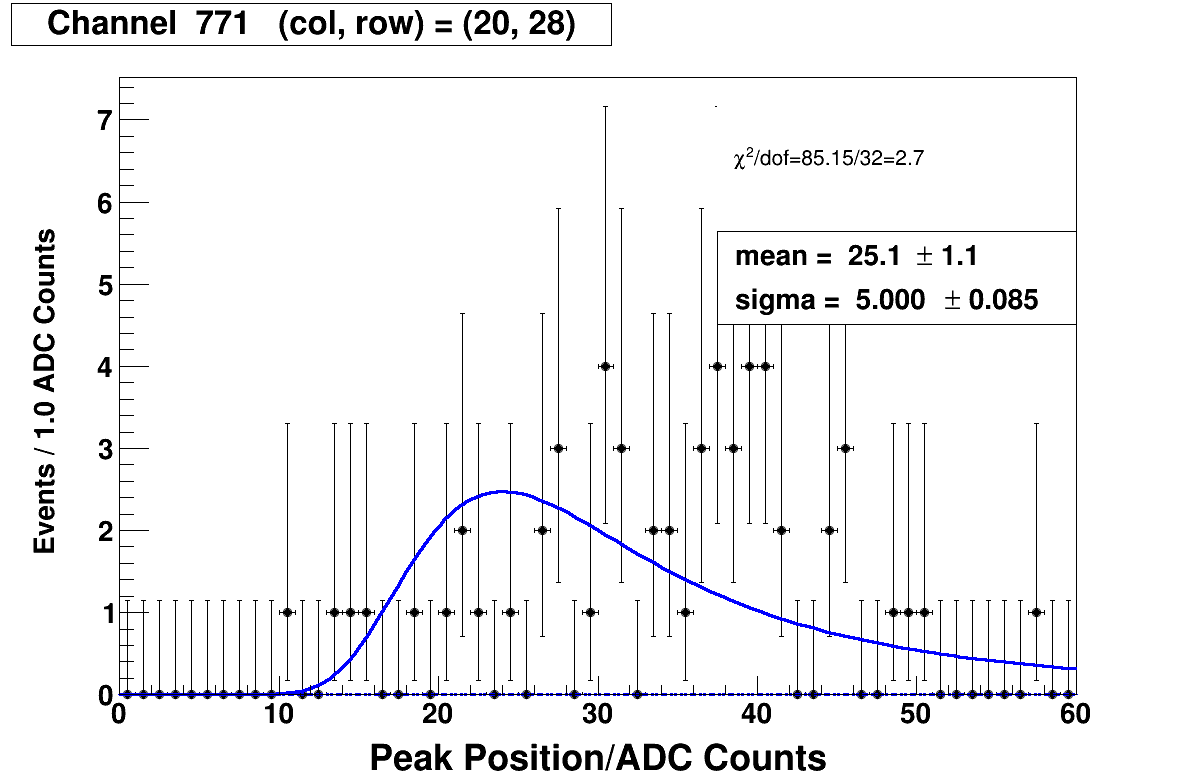 Channel 771 (col, row) = (20, 28)
7
6
5
4
3
2
1
0
χ²/dof=85.15/32=2.7
mean = 25.1 ± 1.1
sigma = 5.000 ± 0.085
Events / 1.0 ADC Counts
0 10 20 30 40 50 60
Peak Position/ADC Counts